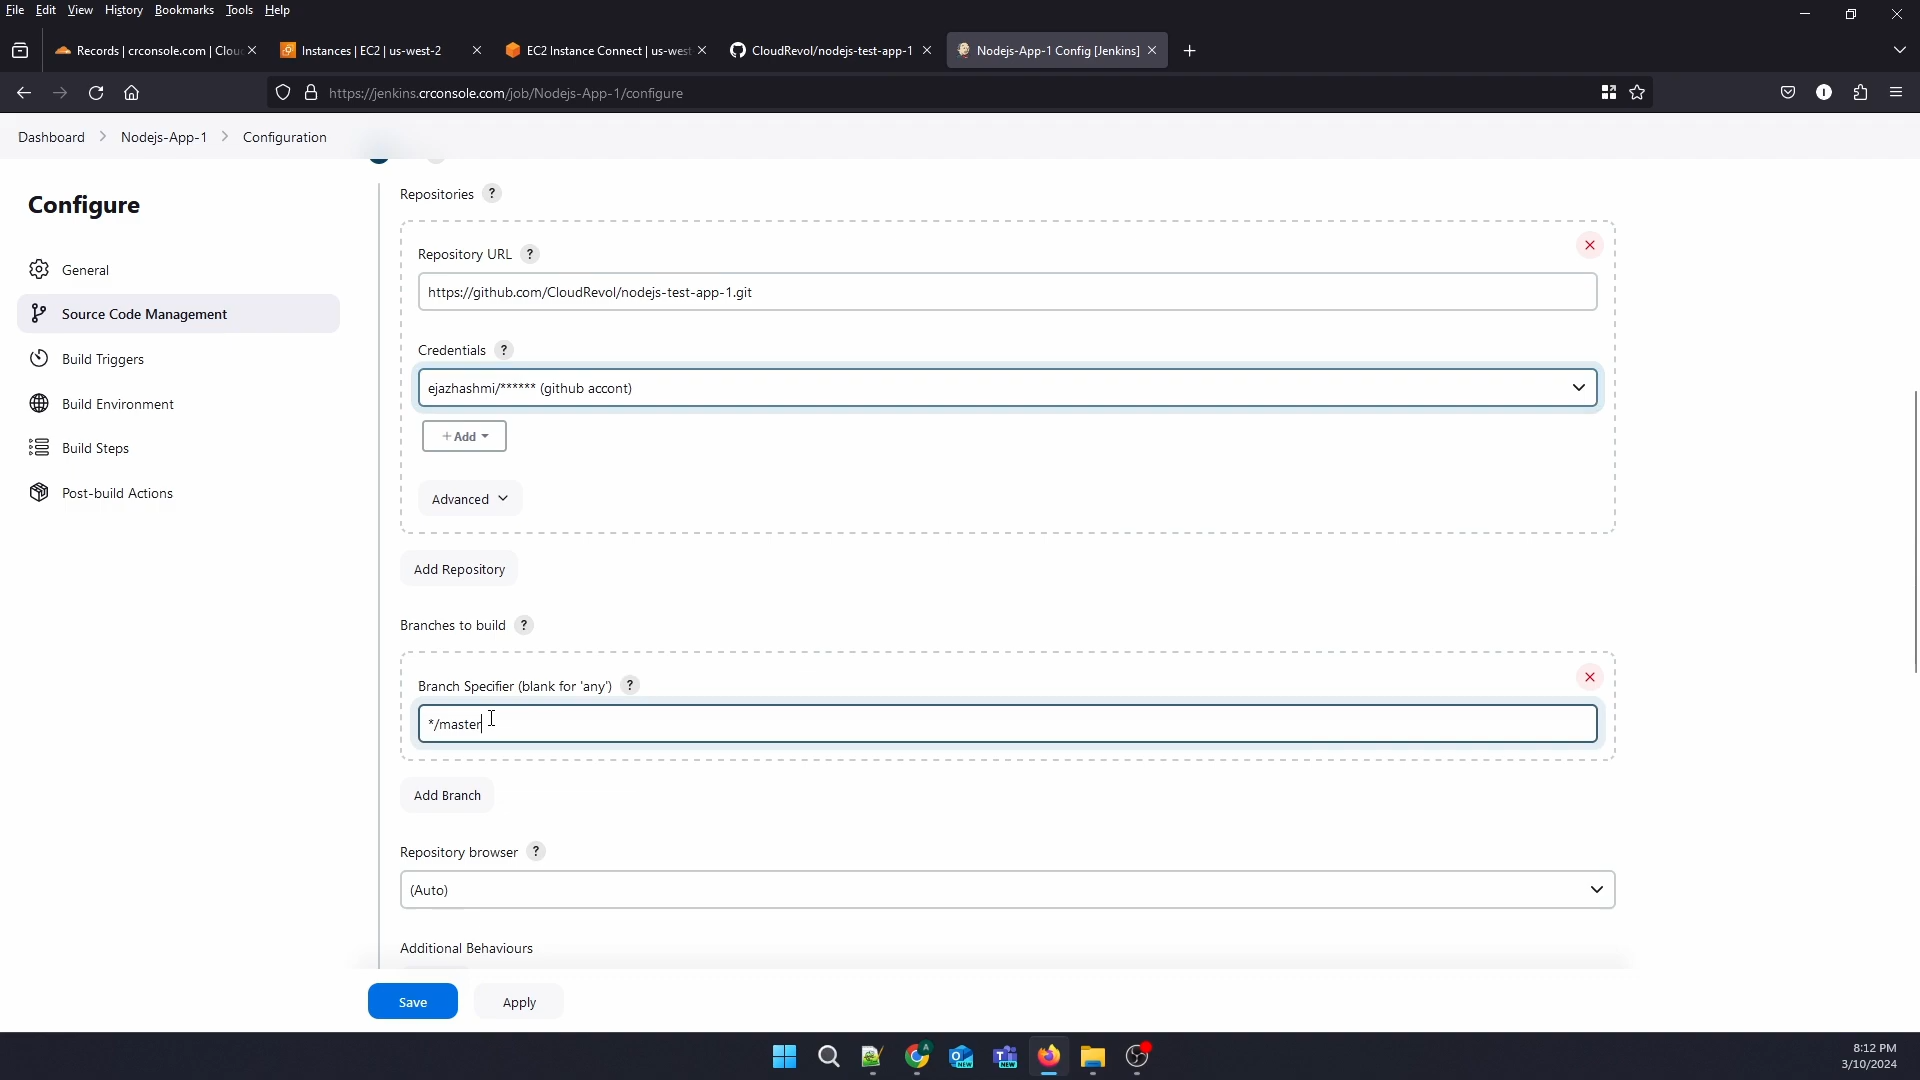 File Edit View History Bookmarks Tools Help
Records | crconsole.com | Clou
Instances | EC2 | us-west-2
EC2 Instance Connect | us-west
CloudRevol/nodejs-test-app-1
Nodejs-App-1 Config [Jenkins]
https://jenkins.crconsole.com/job/Nodejs-App-1/configure
Dashboard > Nodejs-App-1 > Configuration
Configure
General
Source Code Management
Build Triggers
Build Environment
Build Steps
Post-build Actions
Repositories ?
Repository URL ?
https://github.com/CloudRevol/nodejs-test-app-1.git
Credentials ?
ejazhashmi/****** (github accont)
+ Add
Advanced
Add Repository
Branches to build ?
Branch Specifier (blank for 'any') ?
*/master
Add Branch
Repository browser ?
(Auto)
Additional Behaviours
Save Apply
8:12 PM
3/10/2024